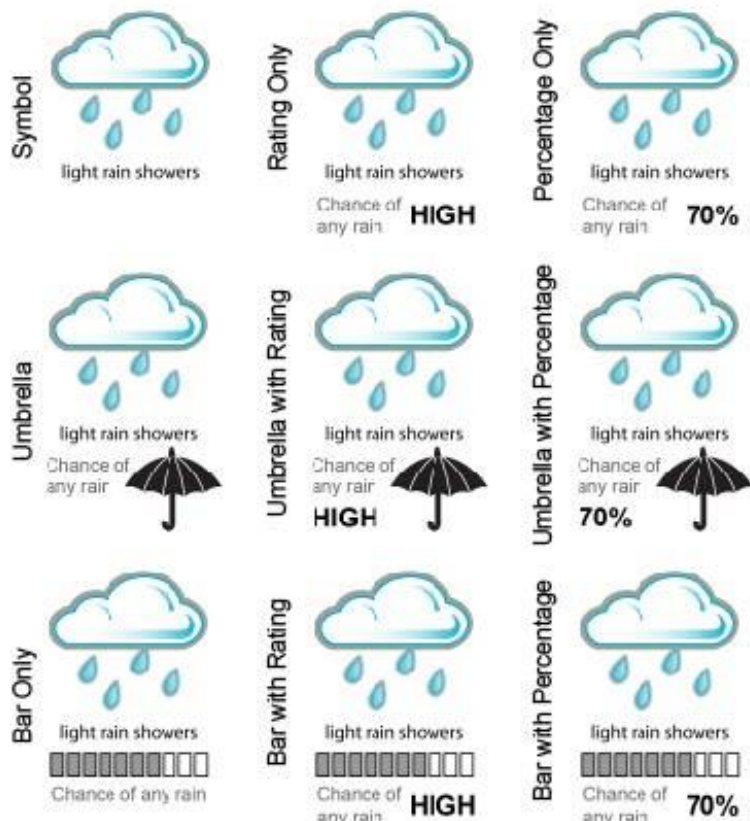 Symbol
light rain showers
Rating Only
light rain showers
Chance of
any rain
HIGH
Percentage Only
light rain showers
Chance of
any rain
70%
Umbrella
light rain showers
Chance of
any rair
Umbrella with Rating
light rain showers
Chance of
any rair
HIGH
Umbrella with Percentage
light rain showers
Chance of
any rair
70%
Bar Only
light rain showers
Chance of any rain
Bar with Rating
light rain showers
Chance of
any rain
HIGH
Bar with Percentage
light rain showers
Chance of
any rain
70%